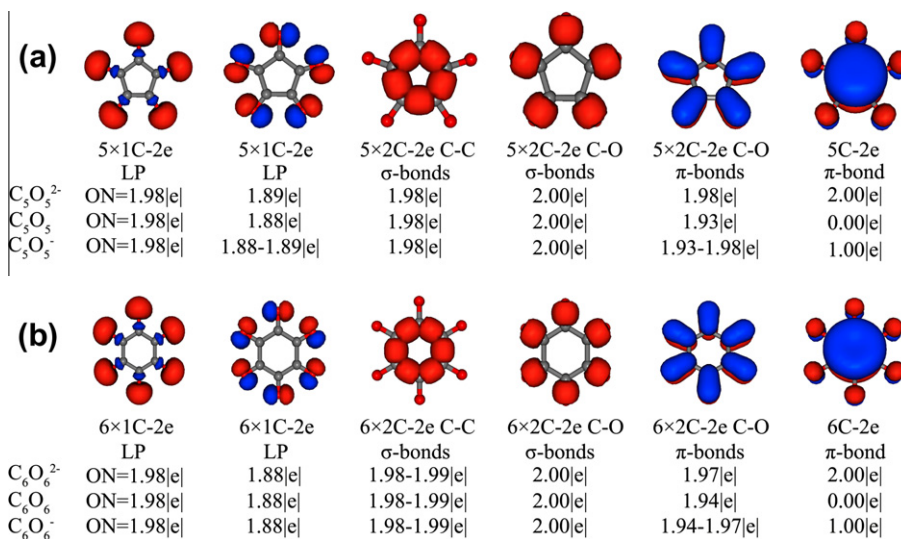 (a)
5×1C-2e 5×1C-2e 5×2C-2e C-C 5×2C-2e C-O 5×2C-2e C-O 5C-2e
LP LP σ-bonds σ-bonds π-bonds π-bond
C₅O₅²⁻ ON=1.98|e| 1.89|e| 1.98|e| 2.00|e| 1.98|e| 2.00|e|
C₅O₅ ON=1.98|e| 1.88|e| 1.98|e| 2.00|e| 1.93|e| 0.00|e|
C₅O₅⁻ ON=1.98|e| 1.88-1.89|e| 1.98|e| 2.00|e| 1.93-1.98|e| 1.00|e|
(b)
6×1C-2e 6×1C-2e 6×2C-2e C-C 6×2C-2e C-O 6×2C-2e C-O 6C-2e
LP LP σ-bonds σ-bonds π-bonds π-bond
C₆O₆²⁻ ON=1.98|e| 1.88|e| 1.98-1.99|e| 2.00|e| 1.97|e| 2.00|e|
C₆O₆ ON=1.98|e| 1.88|e| 1.98-1.99|e| 2.00|e| 1.94|e| 0.00|e|
C₆O₆⁻ ON=1.98|e| 1.88|e| 1.98-1.99|e| 2.00|e| 1.94-1.97|e| 1.00|e|